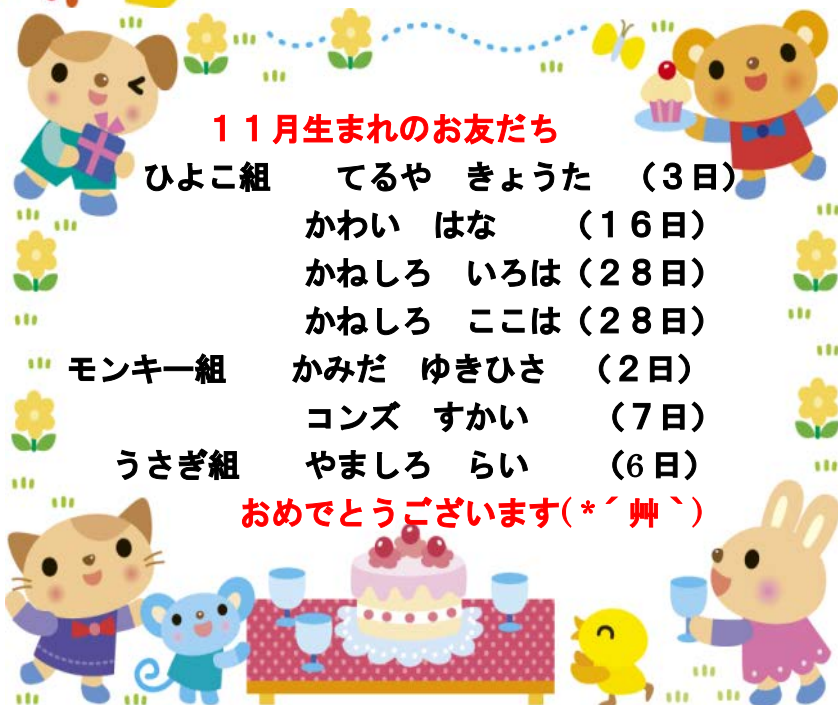 １１月生まれのお友だち
ひよこ組　　てるや　きょうた　（３日）
かわい　はな　　（１６日）
かねしろ　いろは（２８日）
かねしろ　ここは（２８日）
モンキー組　　かみだ　ゆきひさ　（２日）
コンズ　すかい　　（７日）
うさぎ組　　やましろ　らい　　（6日）
おめでとうございます(*´艸｀)